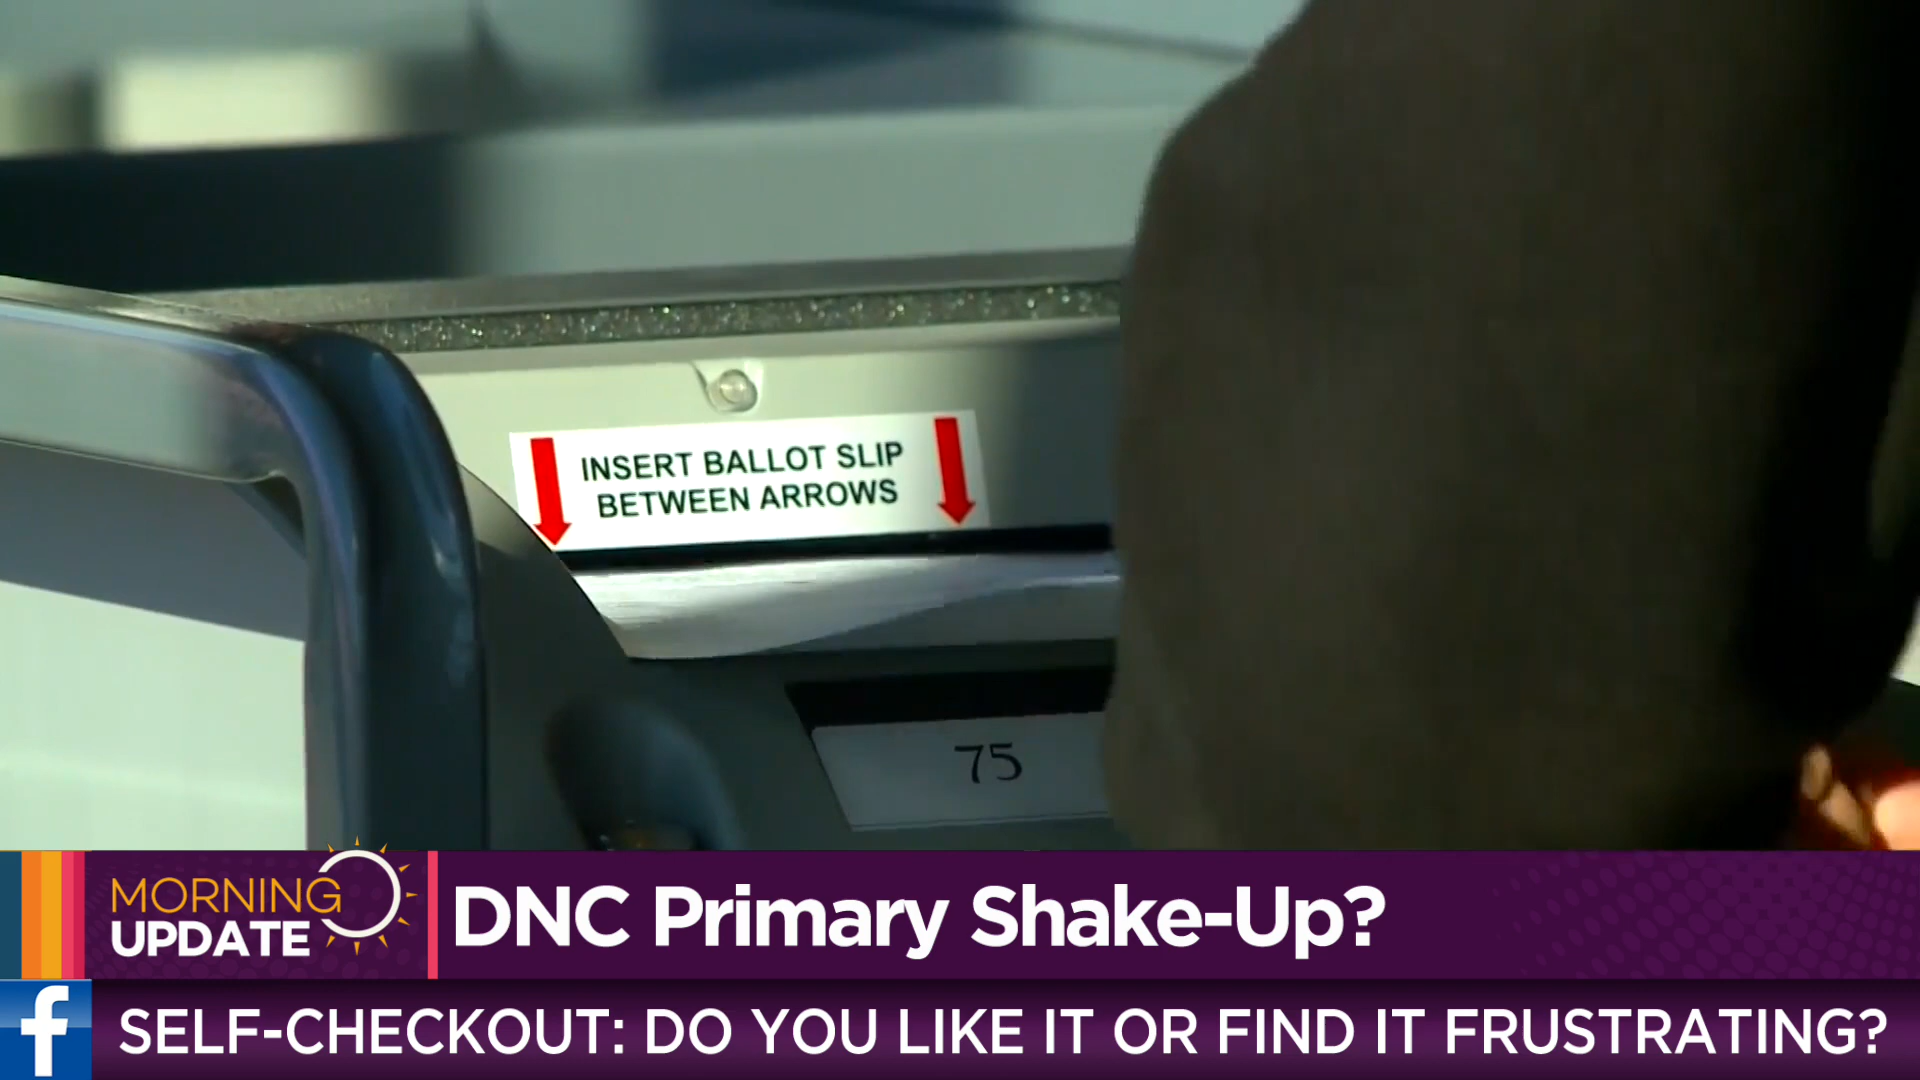 INSERT BALLOT SLIP
BETWEEN ARROWS
75
MORNING
UPDATE
DNC Primary Shake-Up?
f
SELF-CHECKOUT: DO YOU LIKE IT OR FIND IT FRUSTRATING?